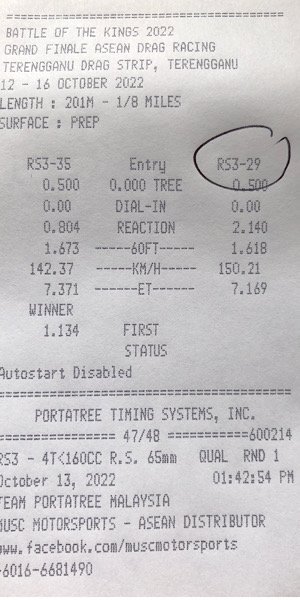 =====================================
BATTLE OF THE KINGS 2022
GRAND FINALE ASEAN DRAG RACING
TERENGGANU DRAG STRIP, TERENGGANU
12 - 16 OCTOBER 2022
LENGTH : 201M - 1/8 MILES
SURFACE : PREP
RS3-35 Entry RS3-29
0.500 0.000 TREE 0.500
0.00 DIAL-IN 0.00
0.804 REACTION 2.140
1.673 -----60FT----- 1.618
142.37 -----KM/H----- 150.21
7.371 ------ET------ 7.169
WINNER
1.134 FIRST
STATUS
Autostart Disabled
=====================================
PORTATREE TIMING SYSTEMS, INC.
=============== 47/48 ===========600214
RS3 - 4T<160CC R.S. 65mm QUAL RND 1
October 13, 2022 01:42:54 PM
TEAM PORTATREE MALAYSIA
MUSC MOTORSPORTS - ASEAN DISTRIBUTOR
www.facebook.com/muscmotorsports
-6016-6681490